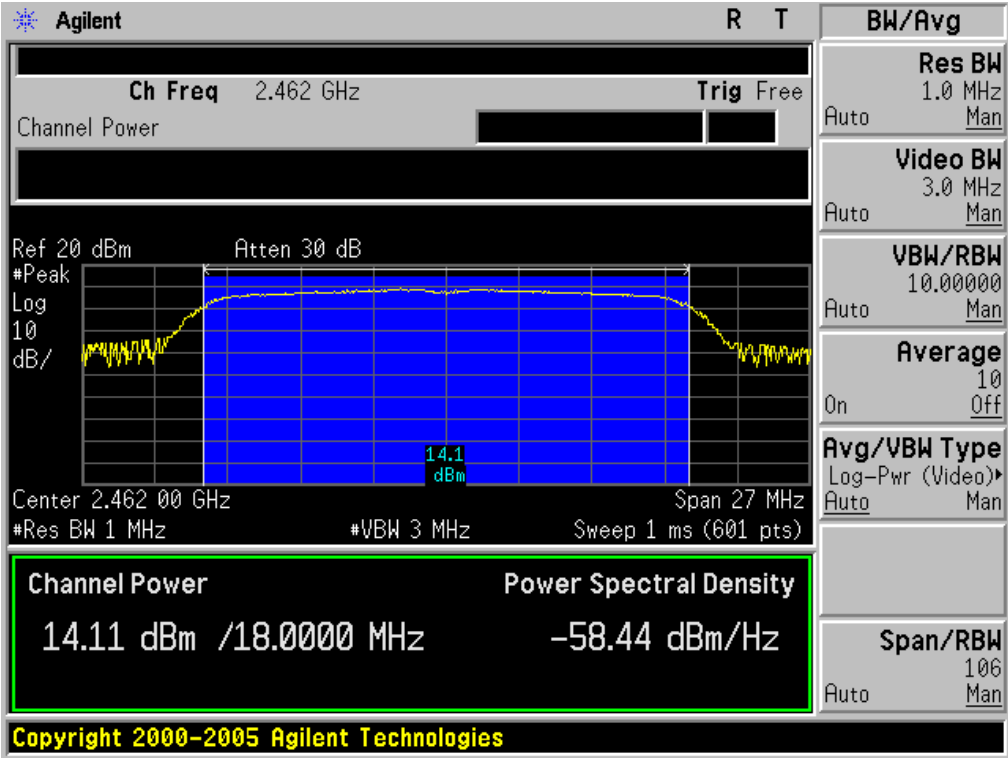 Agilent R T BW/Avg
Ch Freq 2.462 GHz Trig Free
Channel Power
Ref 20 dBm Atten 30 dB
#Peak
Log
10
dB/
14.1
dBm
Center 2.462 00 GHz Span 27 MHz
#Res BW 1 MHz #VBW 3 MHz Sweep 1 ms (601 pts)
Channel Power Power Spectral Density
14.11 dBm /18.0000 MHz -58.44 dBm/Hz
Res BW
1.0 MHz
Auto Man
Video BW
3.0 MHz
Auto Man
VBW/RBW
10.00000
Auto Man
Average
10
On Off
Avg/VBW Type
Log-Pwr (Video)▸
Auto Man
Span/RBW
106
Auto Man
Copyright 2000-2005 Agilent Technologies